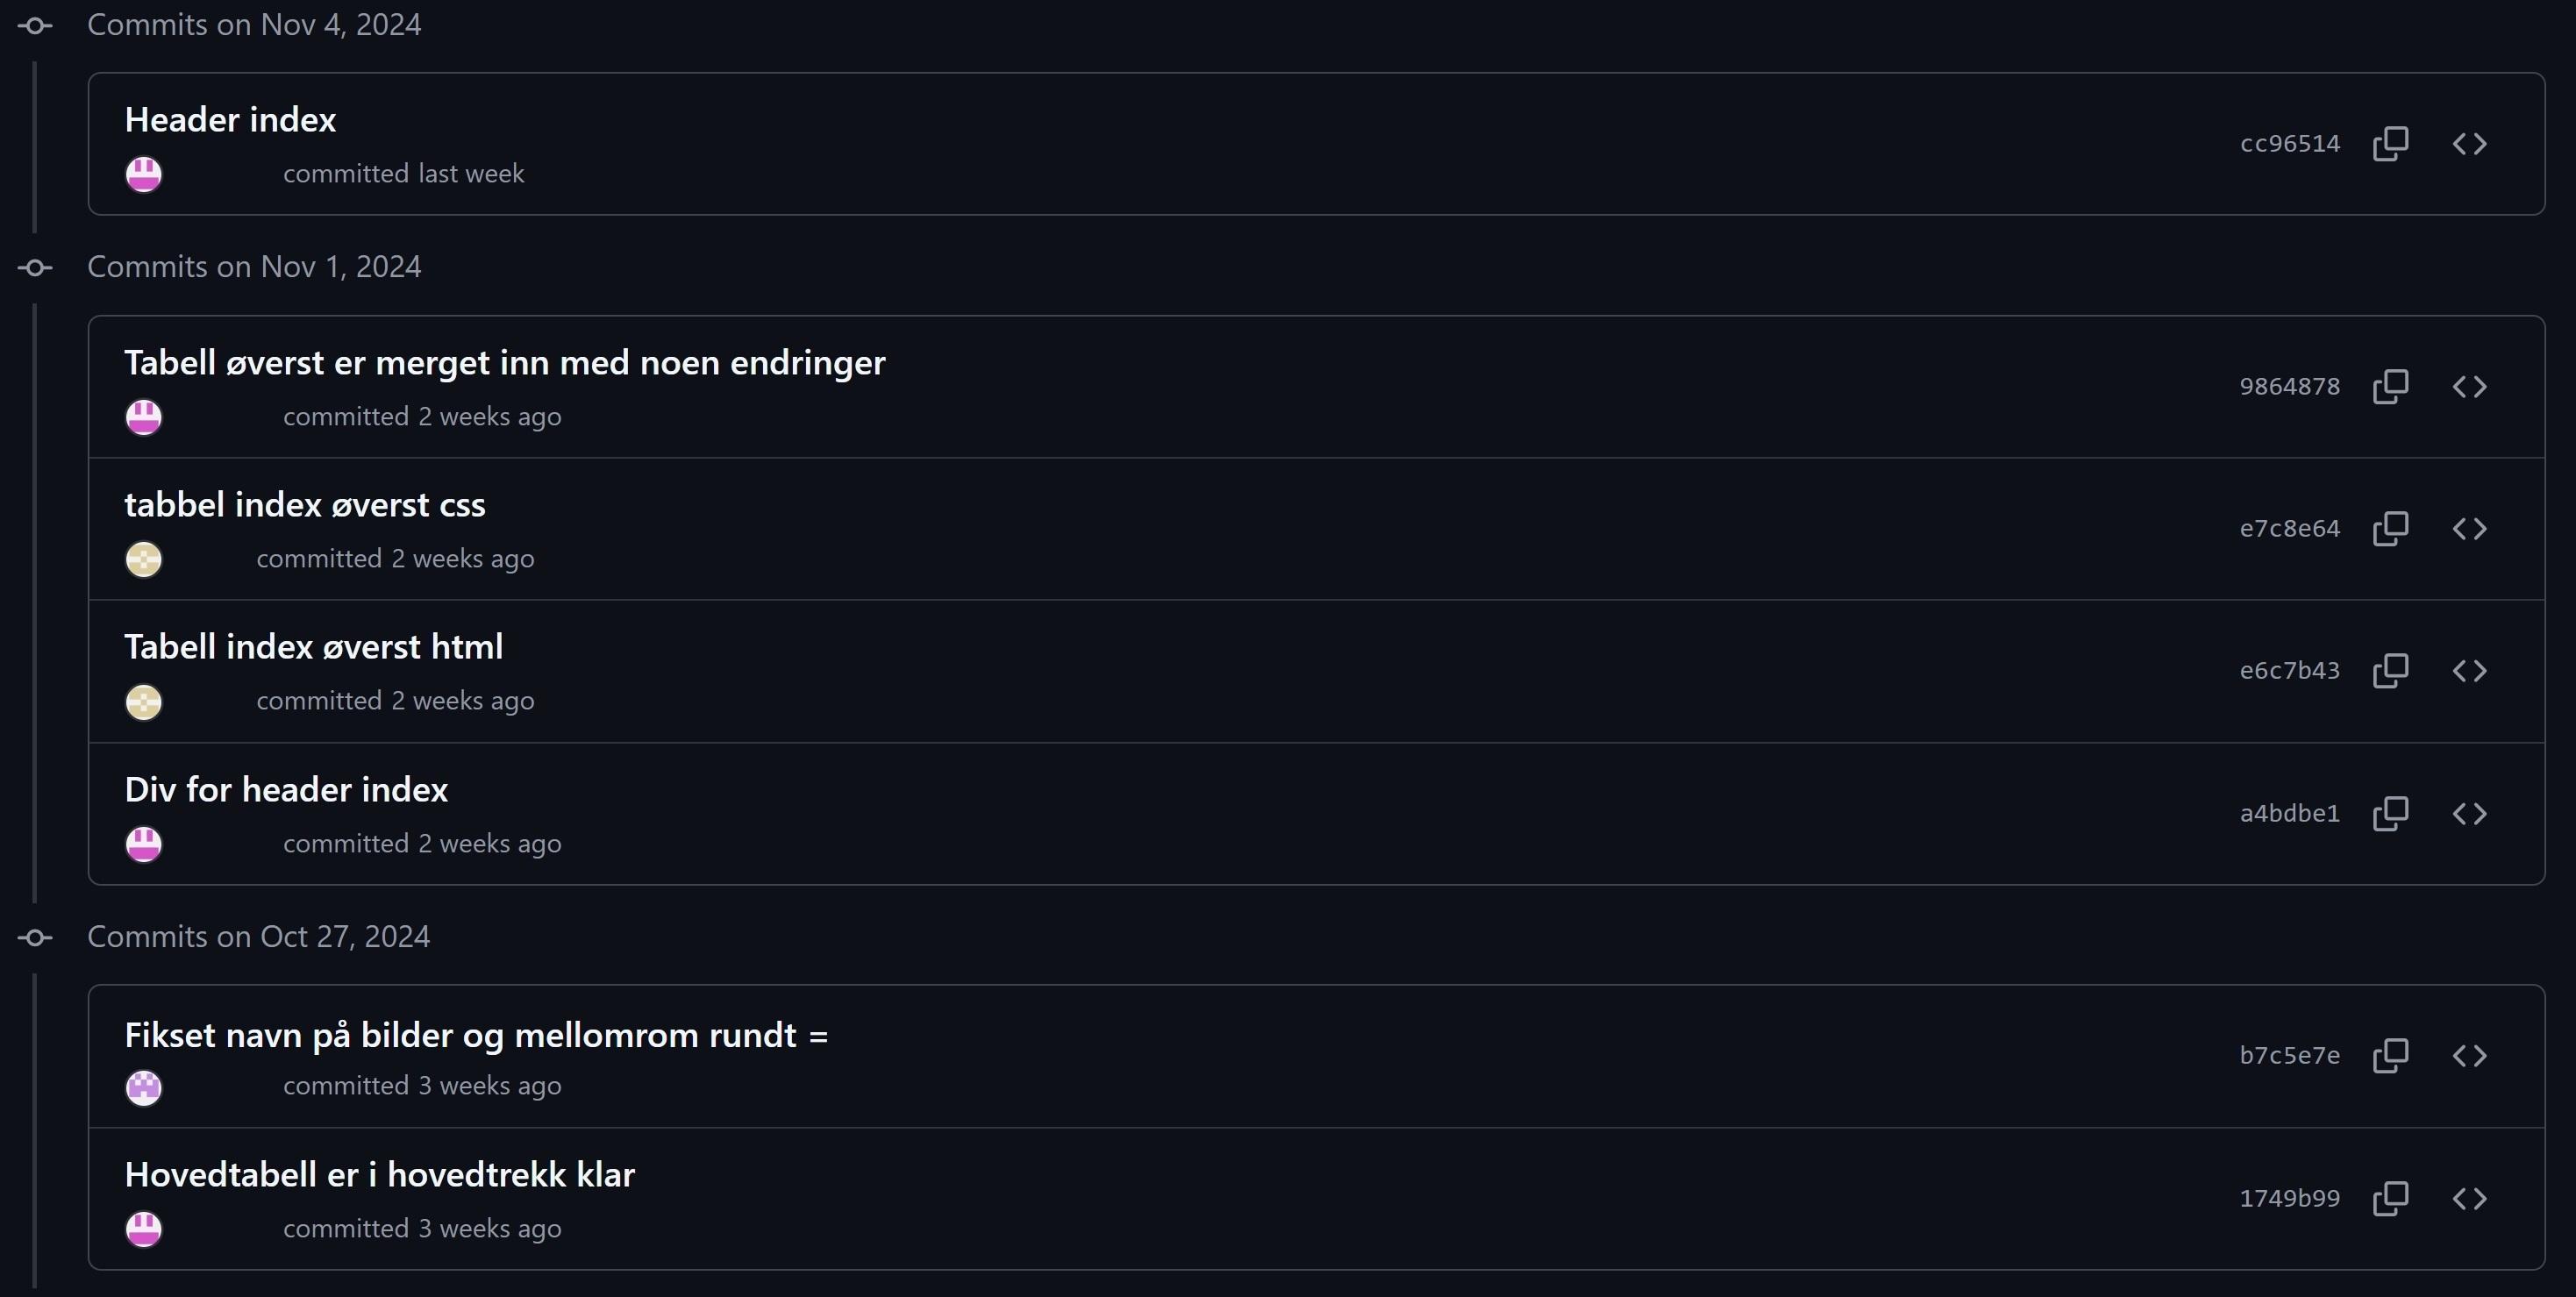 Commits on Nov 4, 2024
Header index
committed last week
cc96514
Commits on Nov 1, 2024
Tabell øverst er merget inn med noen endringer
committed 2 weeks ago
9864878
tabbel index øverst css
committed 2 weeks ago
e7c8e64
Tabell index øverst html
committed 2 weeks ago
e6c7b43
Div for header index
committed 2 weeks ago
a4bdbe1
Commits on Oct 27, 2024
Fikset navn på bilder og mellomrom rundt =
committed 3 weeks ago
b7c5e7e
Hovedtabell er i hovedtrekk klar
committed 3 weeks ago
1749b99